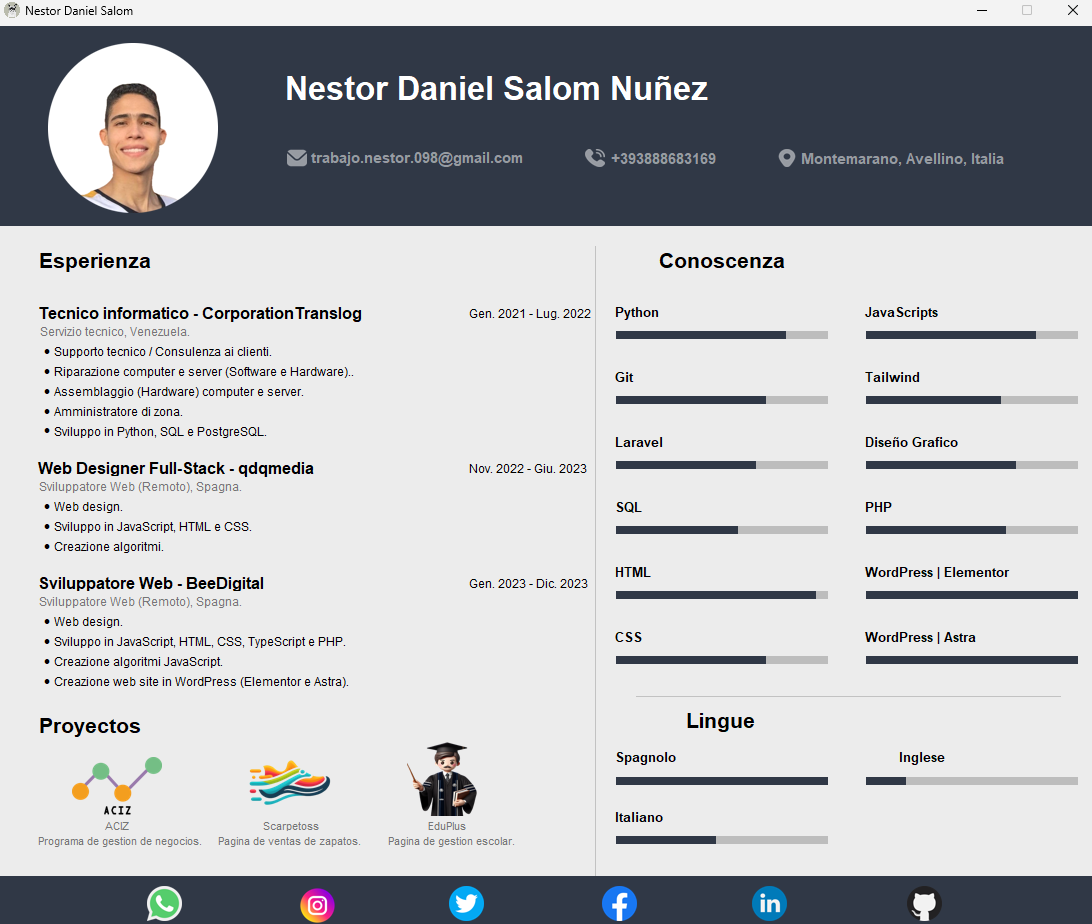 Nestor Daniel Salom
Nestor Daniel Salom Nuñez
trabajo.nestor.098@gmail.com
+393888683169
Montemarano, Avellino, Italia
Esperienza
Tecnico informatico - CorporationTranslog
Gen. 2021 - Lug. 2022
Servizio tecnico, Venezuela.
• Supporto tecnico / Consulenza ai clienti.
• Riparazione computer e server (Software e Hardware)..
• Assemblaggio (Hardware) computer e server.
• Amministratore di zona.
• Sviluppo in Python, SQL e PostgreSQL.
Web Designer Full-Stack - qdqmedia
Nov. 2022 - Giu. 2023
Sviluppatore Web (Remoto), Spagna.
• Web design.
• Sviluppo in JavaScript, HTML e CSS.
• Creazione algoritmi.
Sviluppatore Web - BeeDigital
Gen. 2023 - Dic. 2023
Sviluppatore Web (Remoto), Spagna.
• Web design.
• Sviluppo in JavaScript, HTML, CSS, TypeScript e PHP.
• Creazione algoritmi JavaScript.
• Creazione web site in WordPress (Elementor e Astra).
Proyectos
ACIZ
ACIZ
Programa de gestion de negocios.
Scarpetoss
Pagina de ventas de zapatos.
EduPlus
Pagina de gestion escolar.
Conoscenza
Python
JavaScripts
Git
Tailwind
Laravel
Diseño Grafico
SQL
PHP
HTML
WordPress | Elementor
CSS
WordPress | Astra
Lingue
Spagnolo
Inglese
Italiano
in